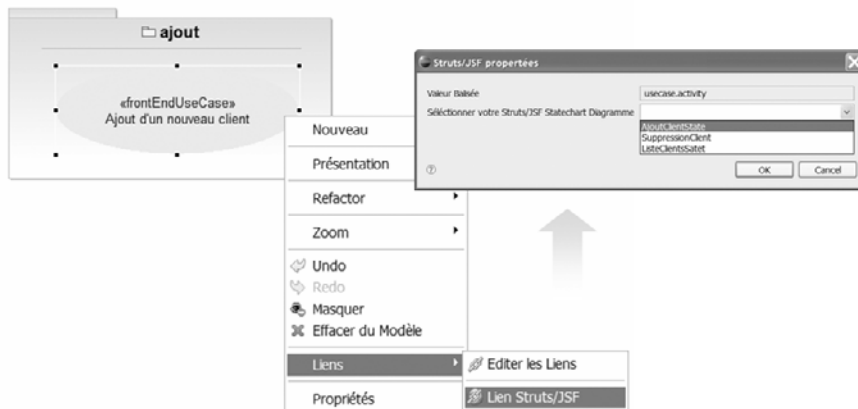 ajout
«frontEndUseCase»
Ajout d'un nouveau client
Struts/JSF propertées
Valeur Balisée
usecase.activity
Séléctionner votre Struts/JSF Statechart Diagramme
AjoutClientState
SuppressionClient
ListeClientsSatet
OK
Cancel
Nouveau
Présentation
Refactor
Zoom
Undo
Redo
Masquer
Effacer du Modèle
Liens
Propriétés
Editer les Liens
Lien Struts/JSF